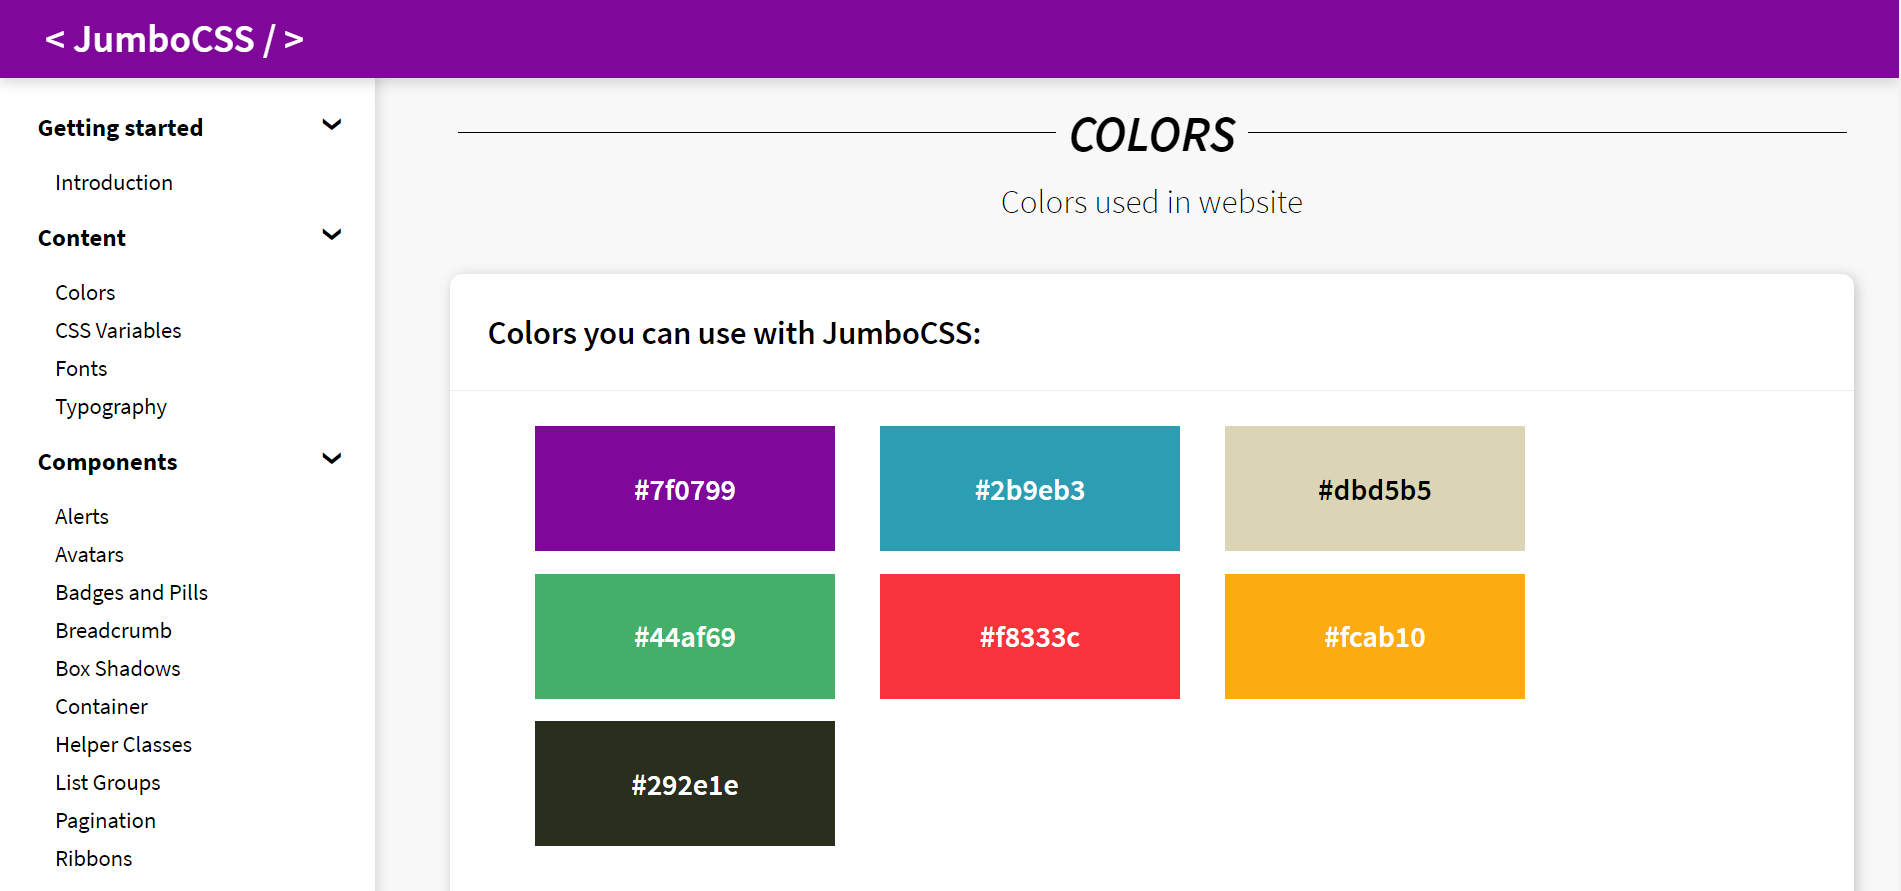 < JumboCSS / >
Getting started
Introduction
Content
Colors
CSS Variables
Fonts
Typography
Components
Alerts
Avatars
Badges and Pills
Breadcrumb
Box Shadows
Container
Helper Classes
List Groups
Pagination
Ribbons
COLORS
Colors used in website
Colors you can use with JumboCSS:
#7f0799
#2b9eb3
#dbd5b5
#44af69
#f8333c
#fcab10
#292e1e